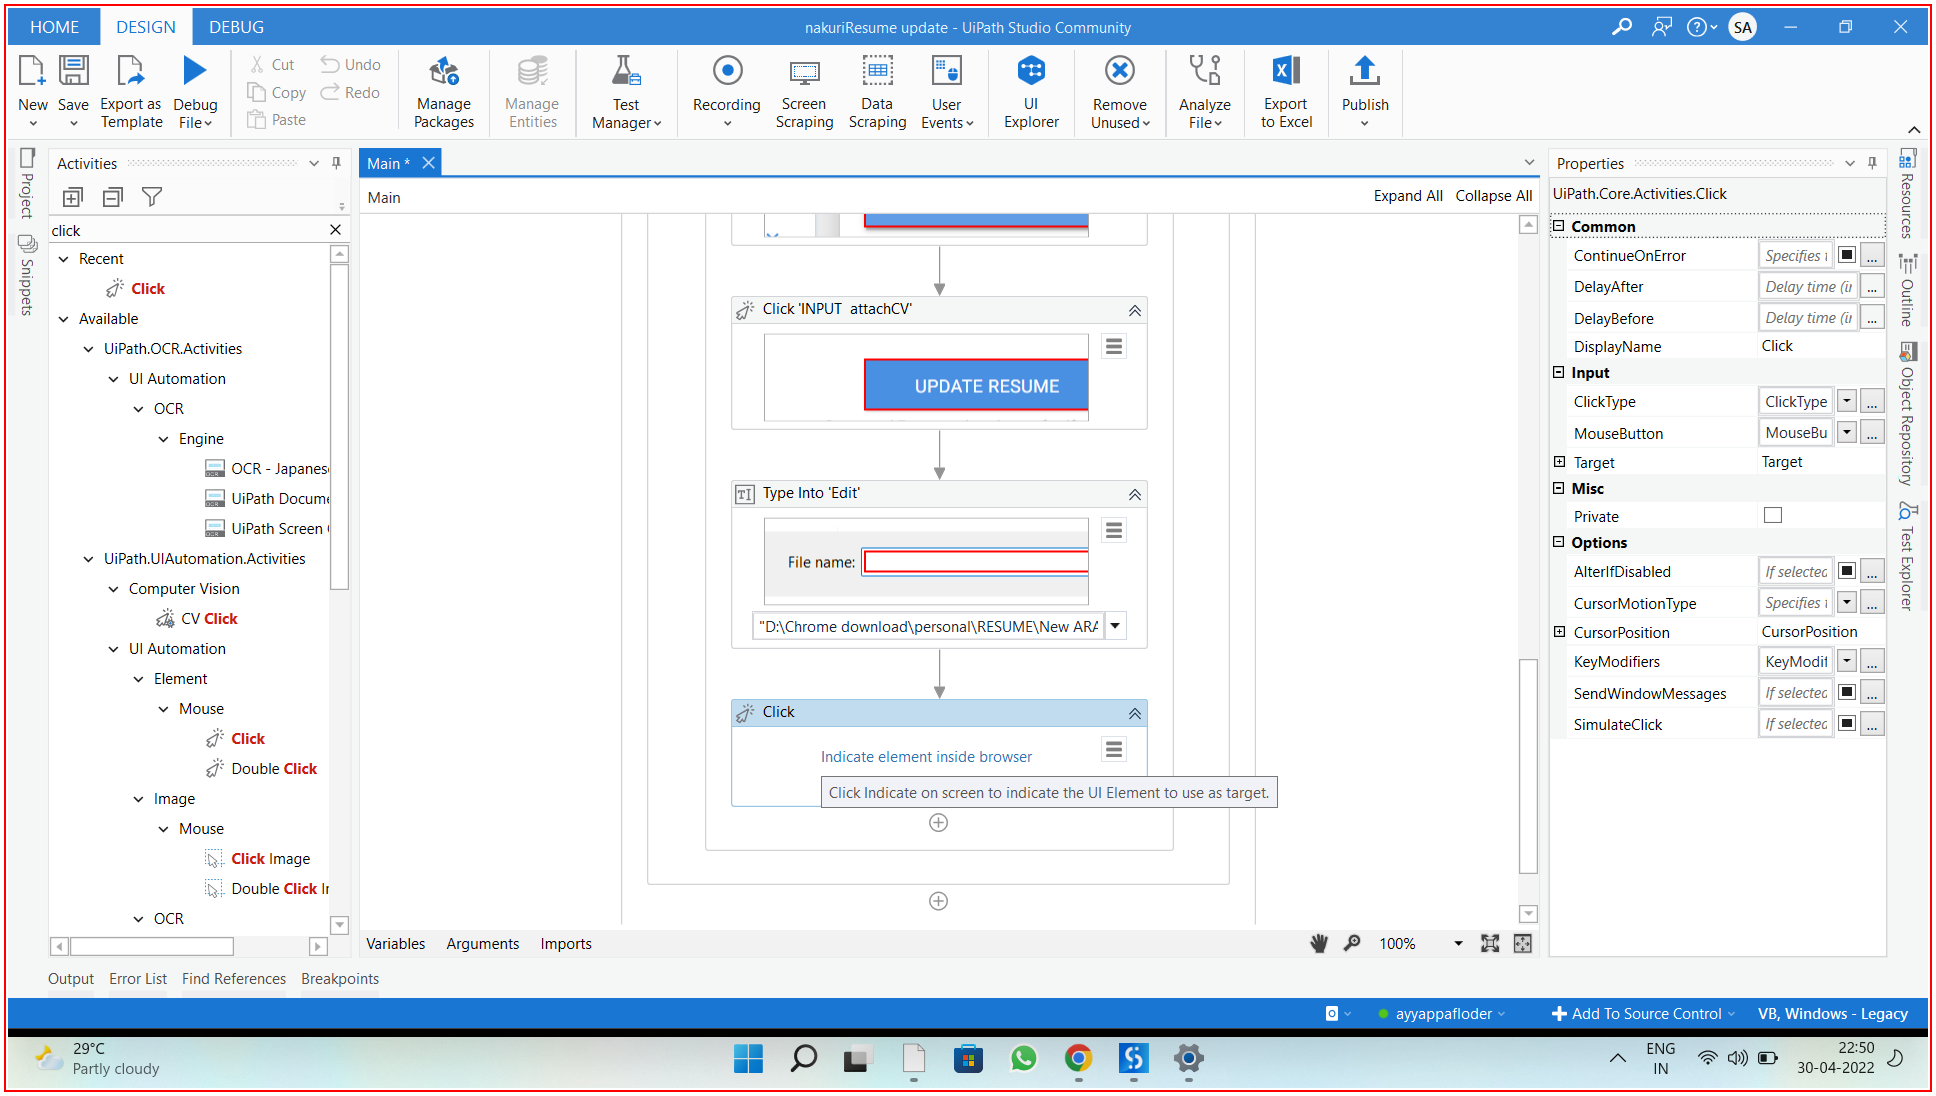 HOME DESIGN DEBUG
nakuriResume update - UiPath Studio Community
SA
New
Save
Export as Template
Debug File
Cut
Copy
Paste
Undo
Redo
Manage Packages
Manage Entities
Test Manager
Recording
Screen Scraping
Data Scraping
User Events
UI Explorer
Remove Unused
Analyze File
Export to Excel
Publish
Project
Snippets
Activities
click
Recent
Click
Available
UiPath.OCR.Activities
UI Automation
OCR
Engine
OCR - Japanes
UiPath Docume
UiPath Screen
UiPath.UIAutomation.Activities
Computer Vision
CV Click
UI Automation
Element
Mouse
Click
Double Click
Image
Mouse
Click Image
Double Click Ir
OCR
Main *
Main
Expand All Collapse All
Click 'INPUT attachCV'
UPDATE RESUME
Type Into 'Edit'
File name:
"D:\Chrome download\personal\RESUME\New ARA
Click
Indicate element inside browser
Click Indicate on screen to indicate the UI Element to use as target.
Variables Arguments Imports
100%
Properties
UiPath.Core.Activities.Click
Common
ContinueOnError Specifies t ...
DelayAfter Delay time (ir ...
DelayBefore Delay time (ir ...
DisplayName Click
Input
ClickType ClickType ...
MouseButton MouseBu ...
Target Target
Misc
Private
Options
AlterIfDisabled If selected ...
CursorMotionType Specifies t ...
CursorPosition CursorPosition
KeyModifiers KeyModif ...
SendWindowMessages If selected ...
SimulateClick If selected ...
Resources
Outline
Object Repository
Test Explorer
Output Error List Find References Breakpoints
ayyappafloder
Add To Source Control
VB, Windows - Legacy
29°C
Partly cloudy
ENG
IN
22:50
30-04-2022